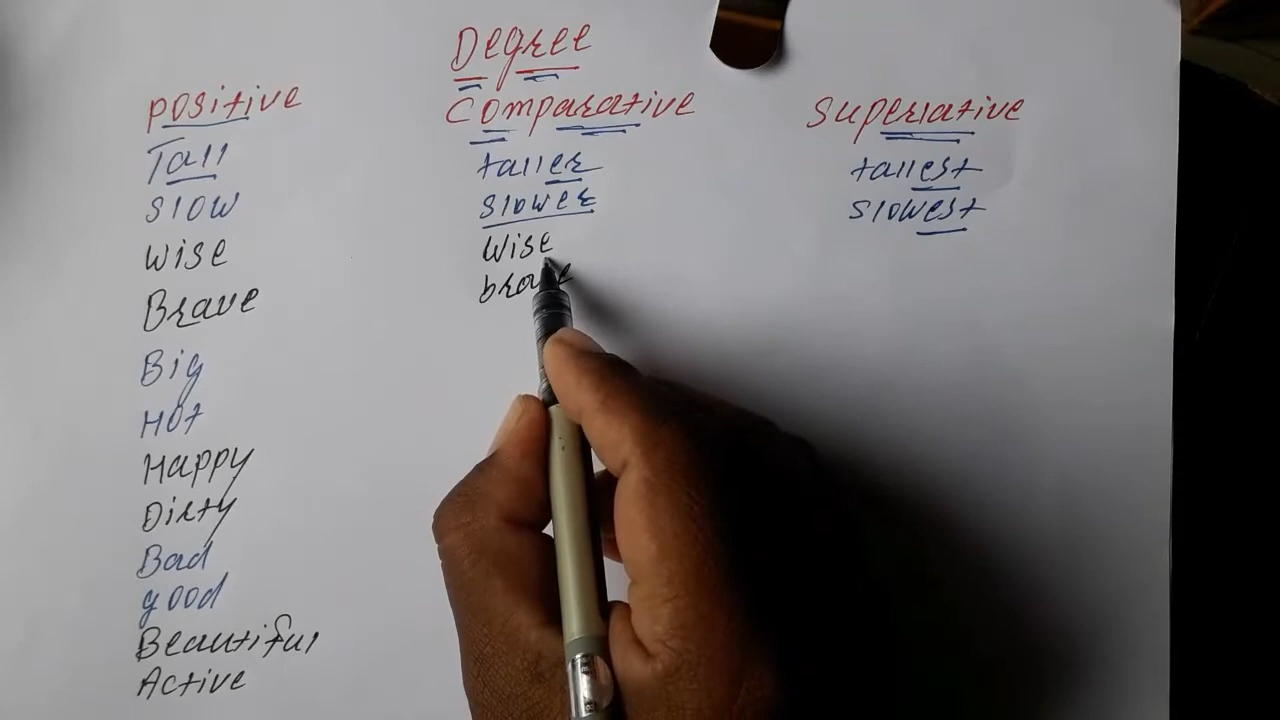 Degree
Positive Comparative Superlative
Tall taller tallest
Slow Slower Slowest
Wise Wise
Brave brave
Big
Hot
Happy
Dirty
Bad
good
Beautiful
Active